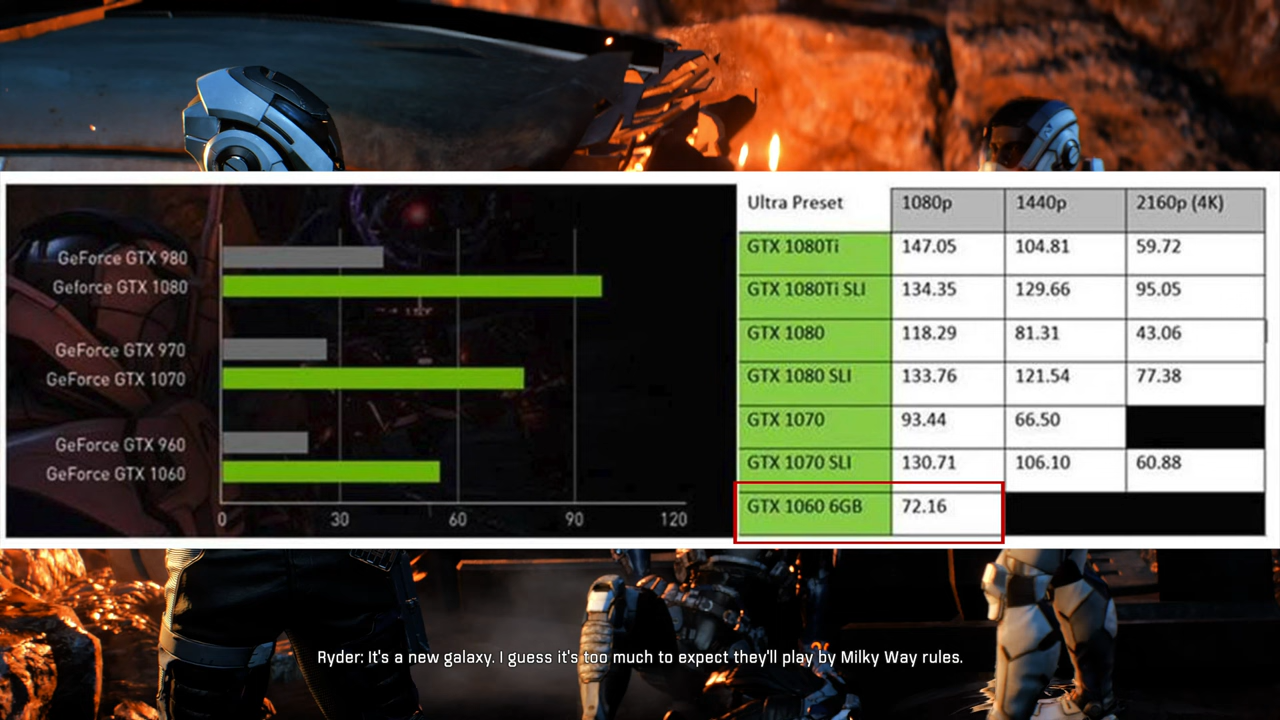 GeForce GTX 980
Geforce GTX 1080
GeForce GTX 970
GeForce GTX 1070
GeForce GTX 960
GeForce GTX 1060
0 30 60 90 120
Ultra Preset 1080p 1440p 2160p (4K)
GTX 1080Ti 147.05 104.81 59.72
GTX 1080Ti SLI 134.35 129.66 95.05
GTX 1080 118.29 81.31 43.06
GTX 1080 SLI 133.76 121.54 77.38
GTX 1070 93.44 66.50
GTX 1070 SLI 130.71 106.10 60.88
GTX 1060 6GB 72.16
Ryder: It's a new galaxy. I guess it's too much to expect they'll play by Milky Way rules.